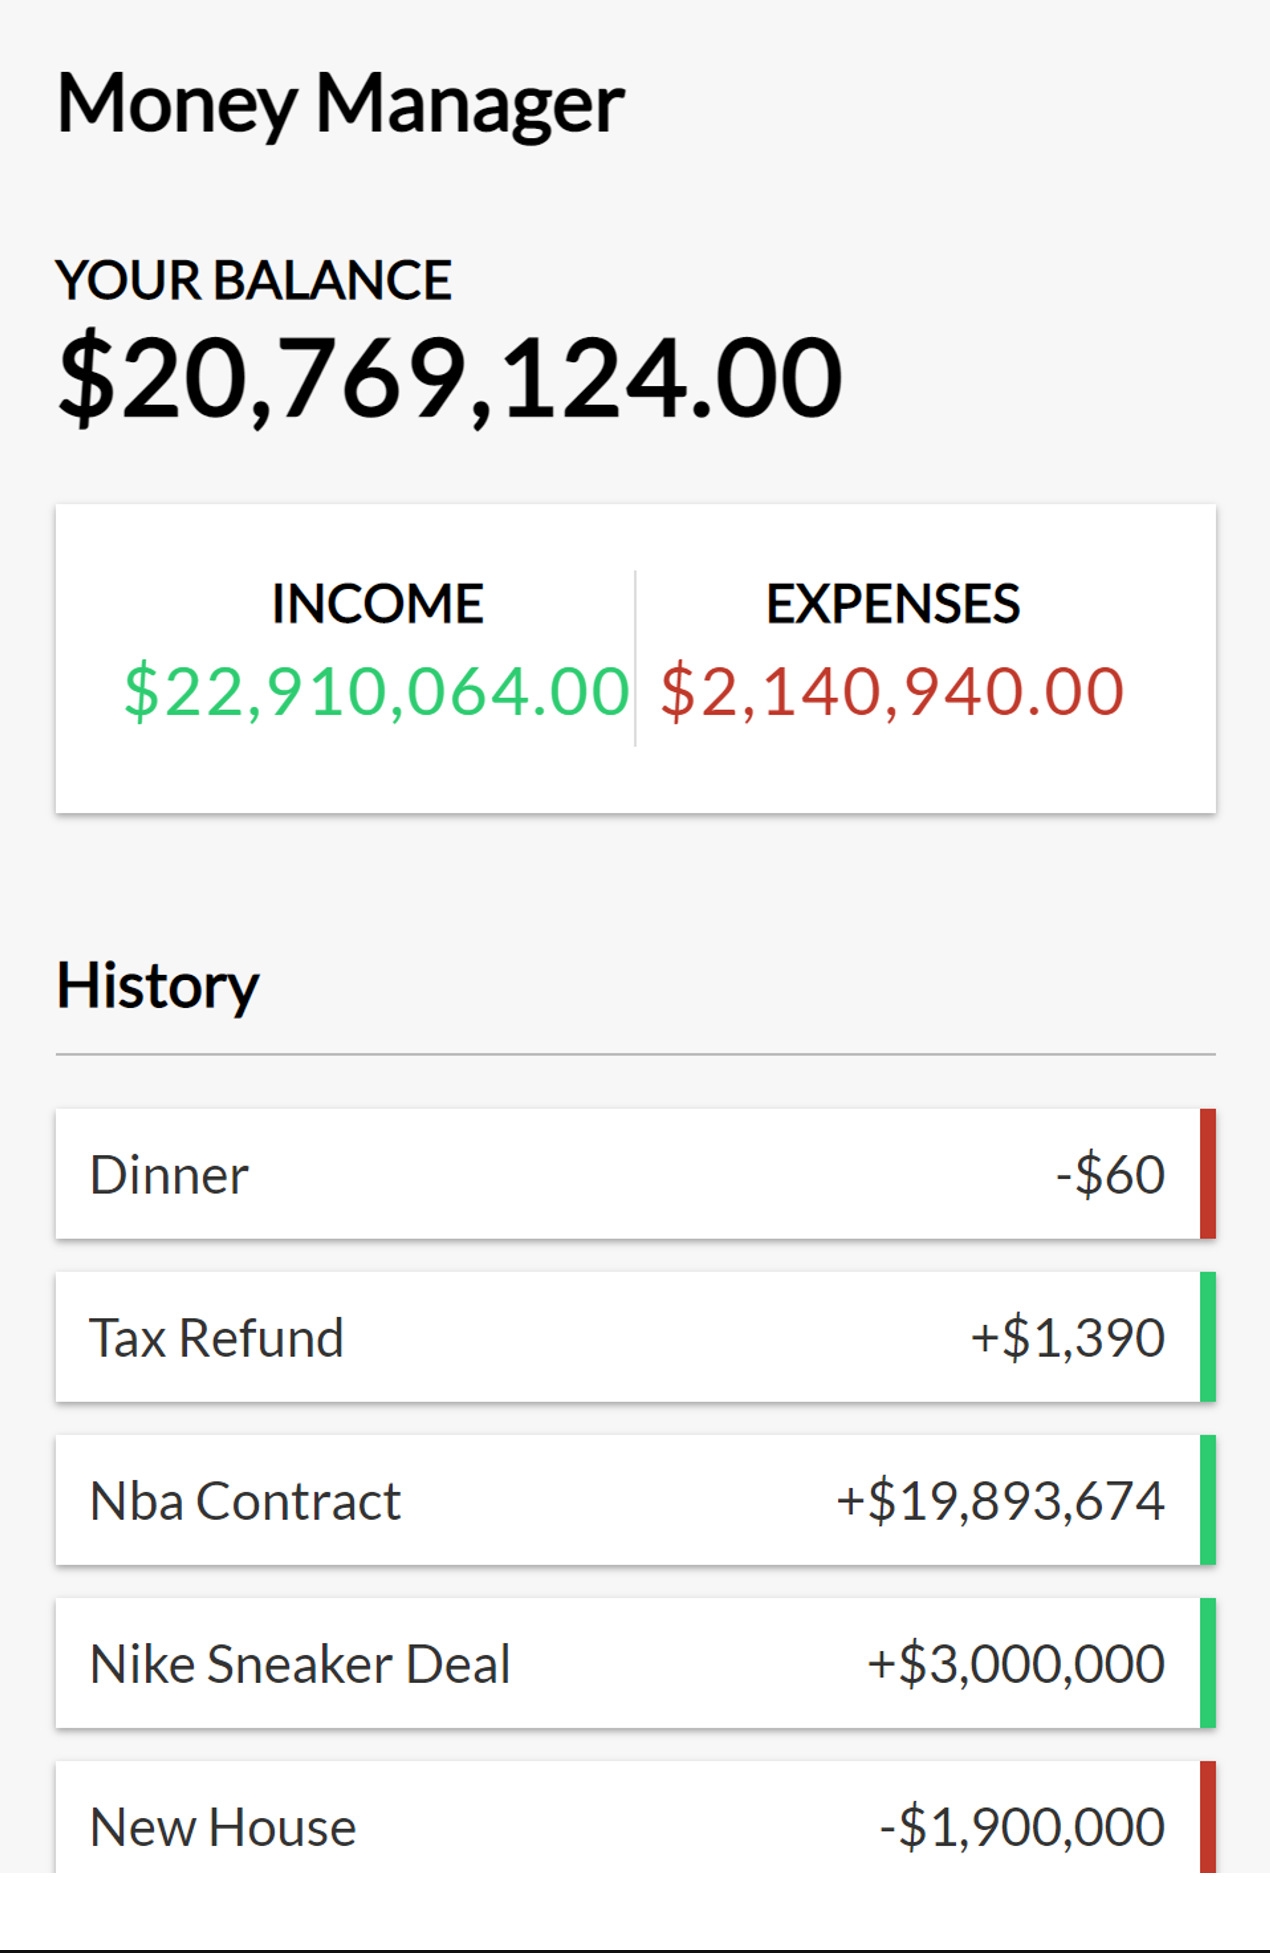 Money Manager
YOUR BALANCE
$20,769,124.00
INCOME EXPENSES
$22,910,064.00 $2,140,940.00
History
Dinner -$60
Tax Refund +$1,390
Nba Contract +$19,893,674
Nike Sneaker Deal +$3,000,000
New House -$1,900,000